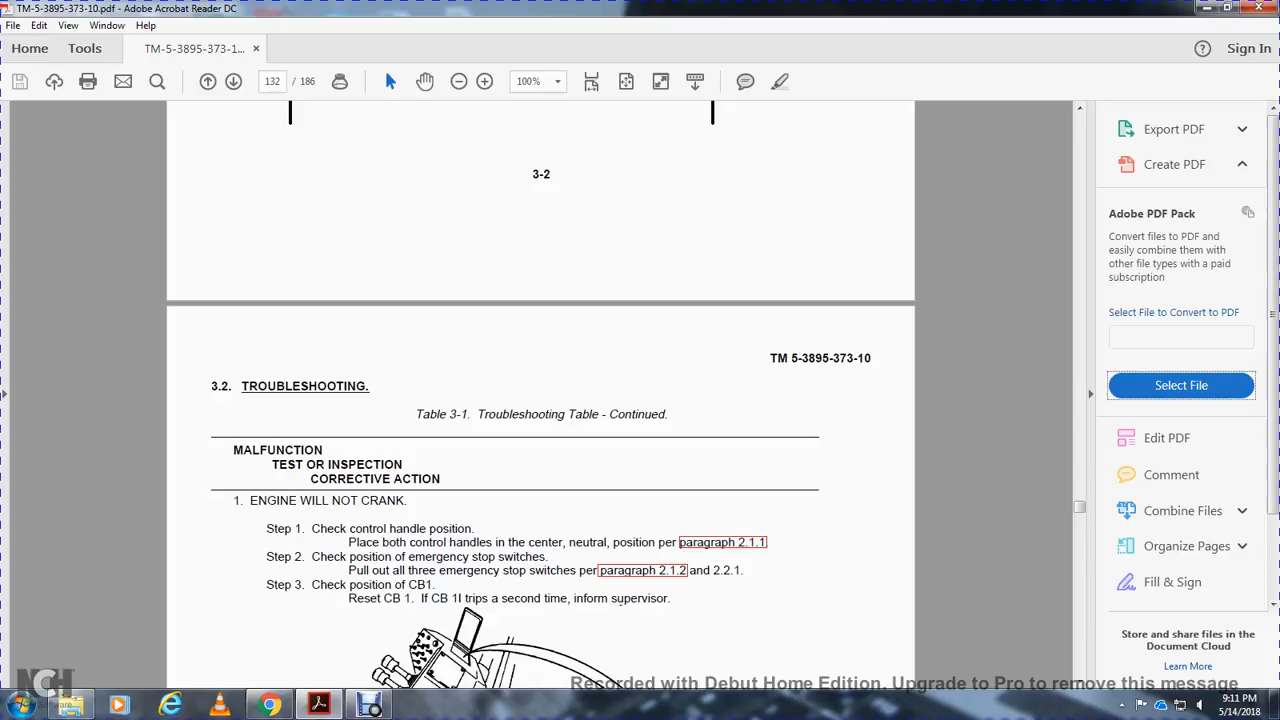 TM-5-3895-373-10.pdf - Adobe Acrobat Reader DC
File Edit View Window Help
Home Tools TM-5-3895-373-1... × Sign In
132 / 186 100%
3-2
TM 5-3895-373-10
3.2. TROUBLESHOOTING.
Table 3-1. Troubleshooting Table - Continued.
MALFUNCTION
TEST OR INSPECTION
CORRECTIVE ACTION
1. ENGINE WILL NOT CRANK.
Step 1. Check control handle position.
Place both control handles in the center, neutral, position per paragraph 2.1.1
Step 2. Check position of emergency stop switches.
Pull out all three emergency stop switches per paragraph 2.1.2 and 2.2.1.
Step 3. Check position of CB1.
Reset CB 1. If CB 1I trips a second time, inform supervisor.
Export PDF
Create PDF
Adobe PDF Pack
Convert files to PDF and
easily combine them with
other file types with a paid
subscription
Select File to Convert to PDF
Select File
Edit PDF
Comment
Combine Files
Organize Pages
Fill & Sign
Store and share files in the
Document Cloud
Learn More
NCH
Software
Recorded with Debut Home Edition. Upgrade to Pro to remove this message
9:11 PM
5/14/2018